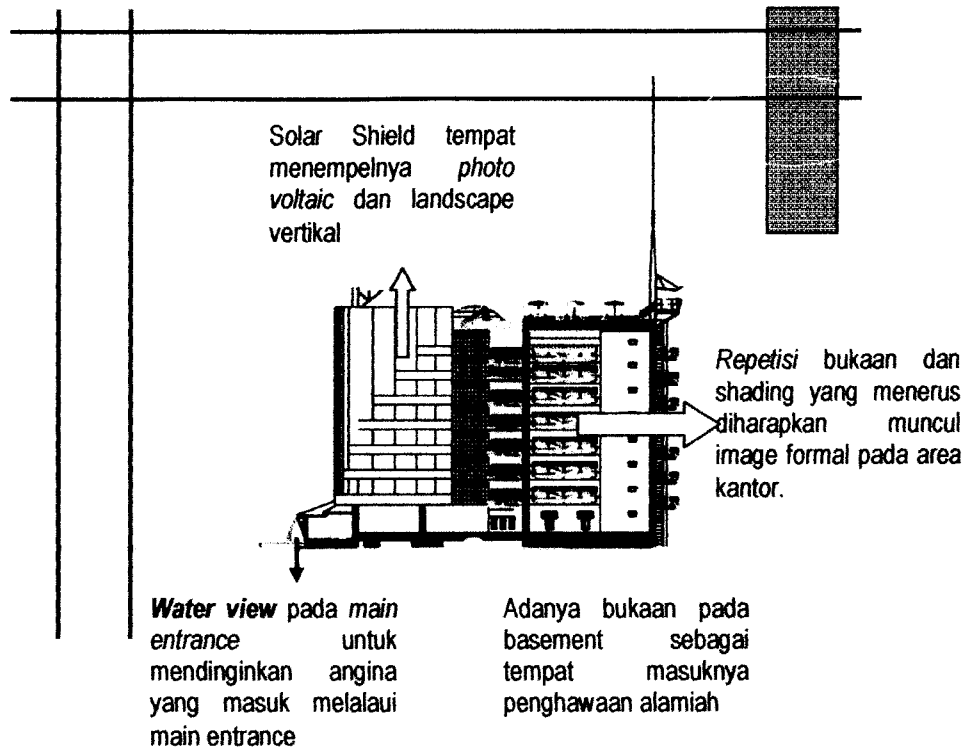 Solar Shield tempat
menempelnya photo
voltaic dan landscape
vertikal
Repetisi bukaan dan
shading yang menerus
diharapkan muncul
image formal pada area
kantor.
Water view pada main
entrance untuk
mendinginkan angina
yang masuk melalaui
main entrance
Adanya bukaan pada
basement sebagai
tempat masuknya
penghawaan alamiah